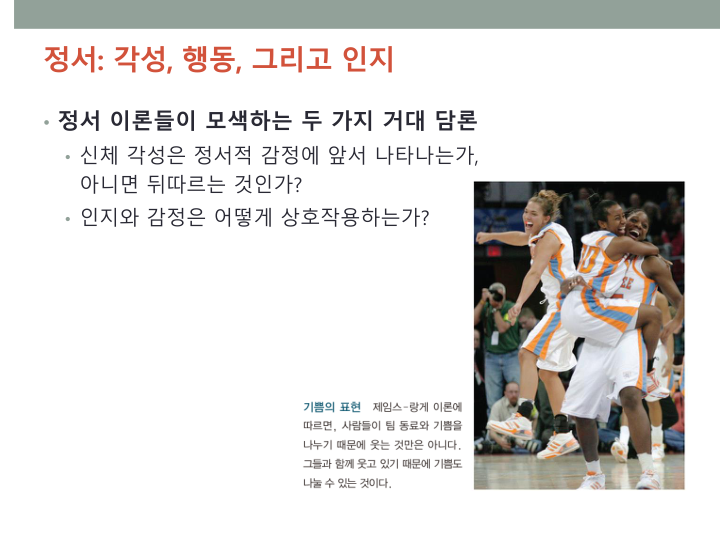 정서: 각성, 행동, 그리고 인지
• 정서 이론들이 모색하는 두 가지 거대 담론
• 신체 각성은 정서적 감정에 앞서 나타나는가,
아니면 뒤따르는 것인가?
• 인지와 감정은 어떻게 상호작용하는가?
기쁨의 표현 제임스-랑게 이론에
따르면, 사람들이 팀 동료와 기쁨을
나누기 때문에 웃는 것만은 아니다.
그들과 함께 웃고 있기 때문에 기쁨도
나눌 수 있는 것이다.